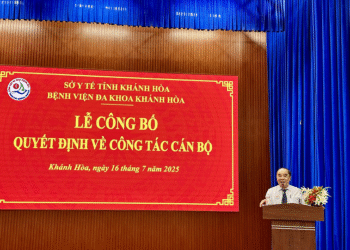 SỞ Y TẾ TỈNH KHÁNH HÒA
BỆNH VIỆN ĐA KHOA KHÁNH HÒA
LỄ CÔNG BỐ
QUYẾT ĐỊNH VỀ CÔNG TÁC CÁN BỘ
Khánh Hòa, ngày 16 tháng 7 năm 2025